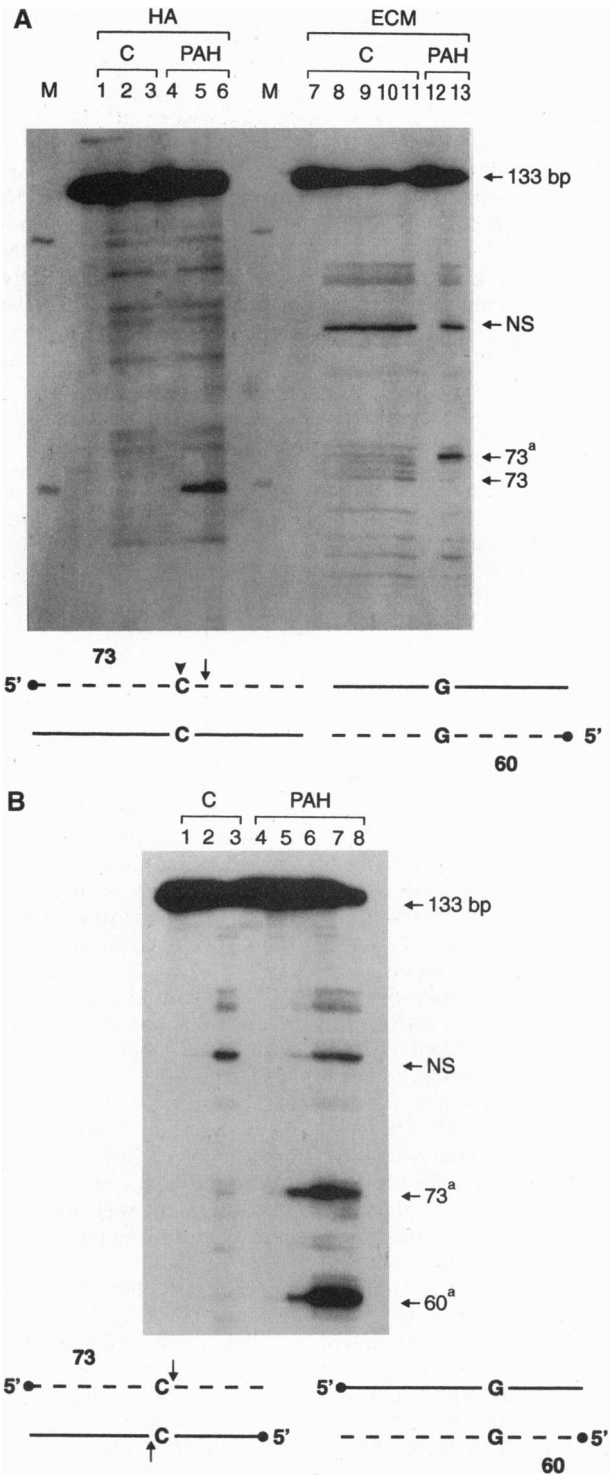 A
HA ECM
C PAH C PAH
M 1 2 3 4 5 6 M 7 8 9 10 11 12 13
133 bp
NS
73ᵃ
73
73
5' C G
C G 5'
60
B
C PAH
1 2 3 4 5 6 7 8
133 bp
NS
73ᵃ
60ᵃ
73
5' C 5' G
C 5' G 5'
60